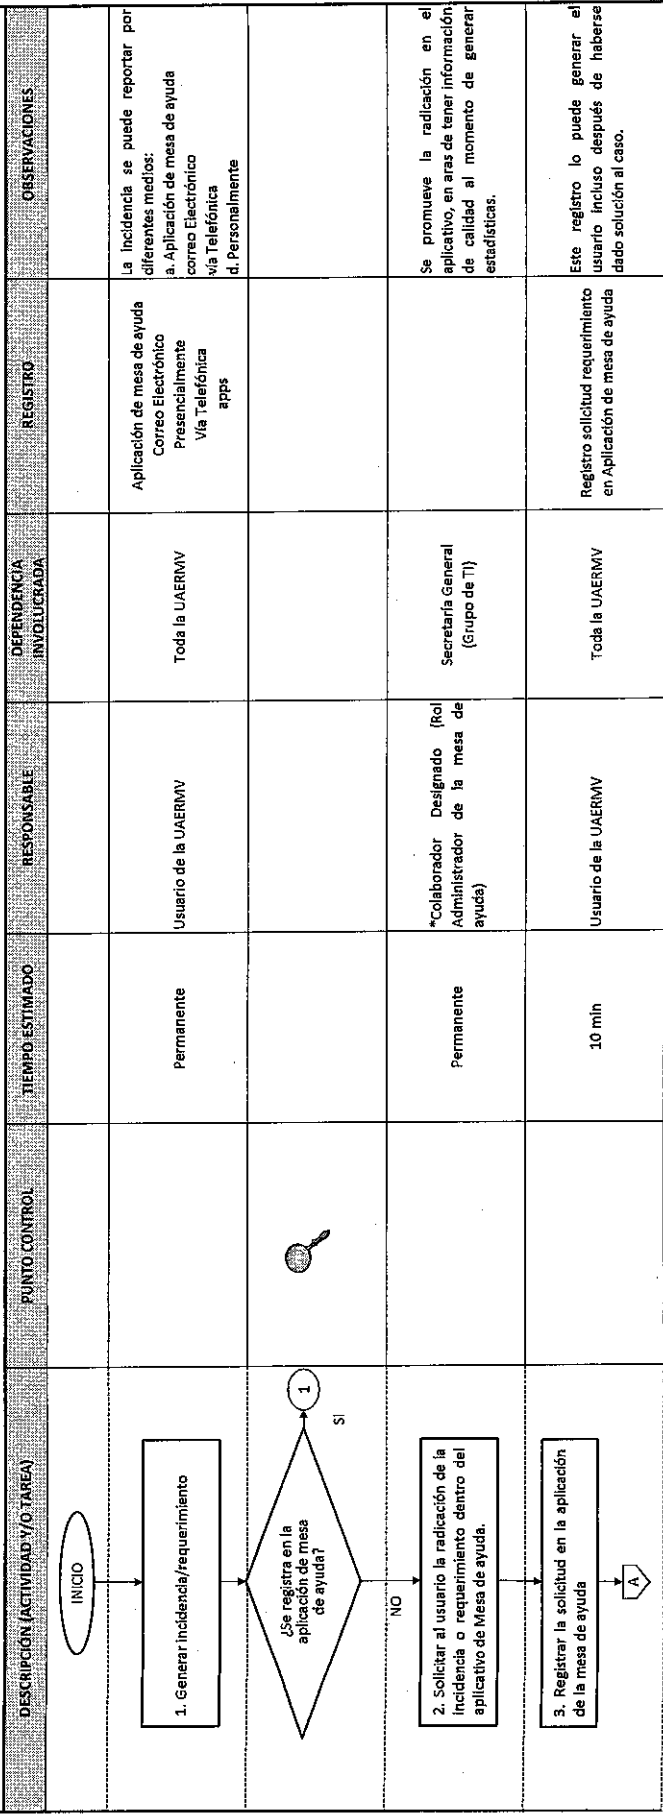 DESCRIPCIÓN (ACTIVIDAD Y/O TAREA)
PUNTO CONTROL
TIEMPO ESTIMADO
RESPONSABLE
DEPENDENCIA
INVOLUCRADA
REGISTRO
OBSERVACIONES
INICIO
1. Generar incidencia/requerimiento
Permanente
Usuario de la UAERMV
Toda la UAERMV
Aplicación de mesa de ayuda
Correo Electrónico
Presencialmente
Vía Telefónica
apps
La incidencia se puede reportar por
diferentes medios:
a. Aplicación de mesa de ayuda
correo Electrónico
vía Telefónica
d. Personalmente
¿Se registra en la
aplicación de mesa
de ayuda?
1
SI
NO
2. Solicitar al usuario la radicación de la
incidencia o requerimiento dentro del
aplicativo de Mesa de ayuda.
Permanente
*Colaborador Designado (Rol
Administrador de la mesa de
ayuda)
Secretaría General
(Grupo de TI)
Se promueve la radicación en el
aplicativo, en aras de tener información
de calidad al momento de generar
estadísticas.
3. Registrar la solicitud en la aplicación
de la mesa de ayuda
10 min
Usuario de la UAERMV
Toda la UAERMV
Registro solicitud requerimiento
en Aplicación de mesa de ayuda
Este registro lo puede generar el
usuario incluso después de haberse
dado solución al caso.
A